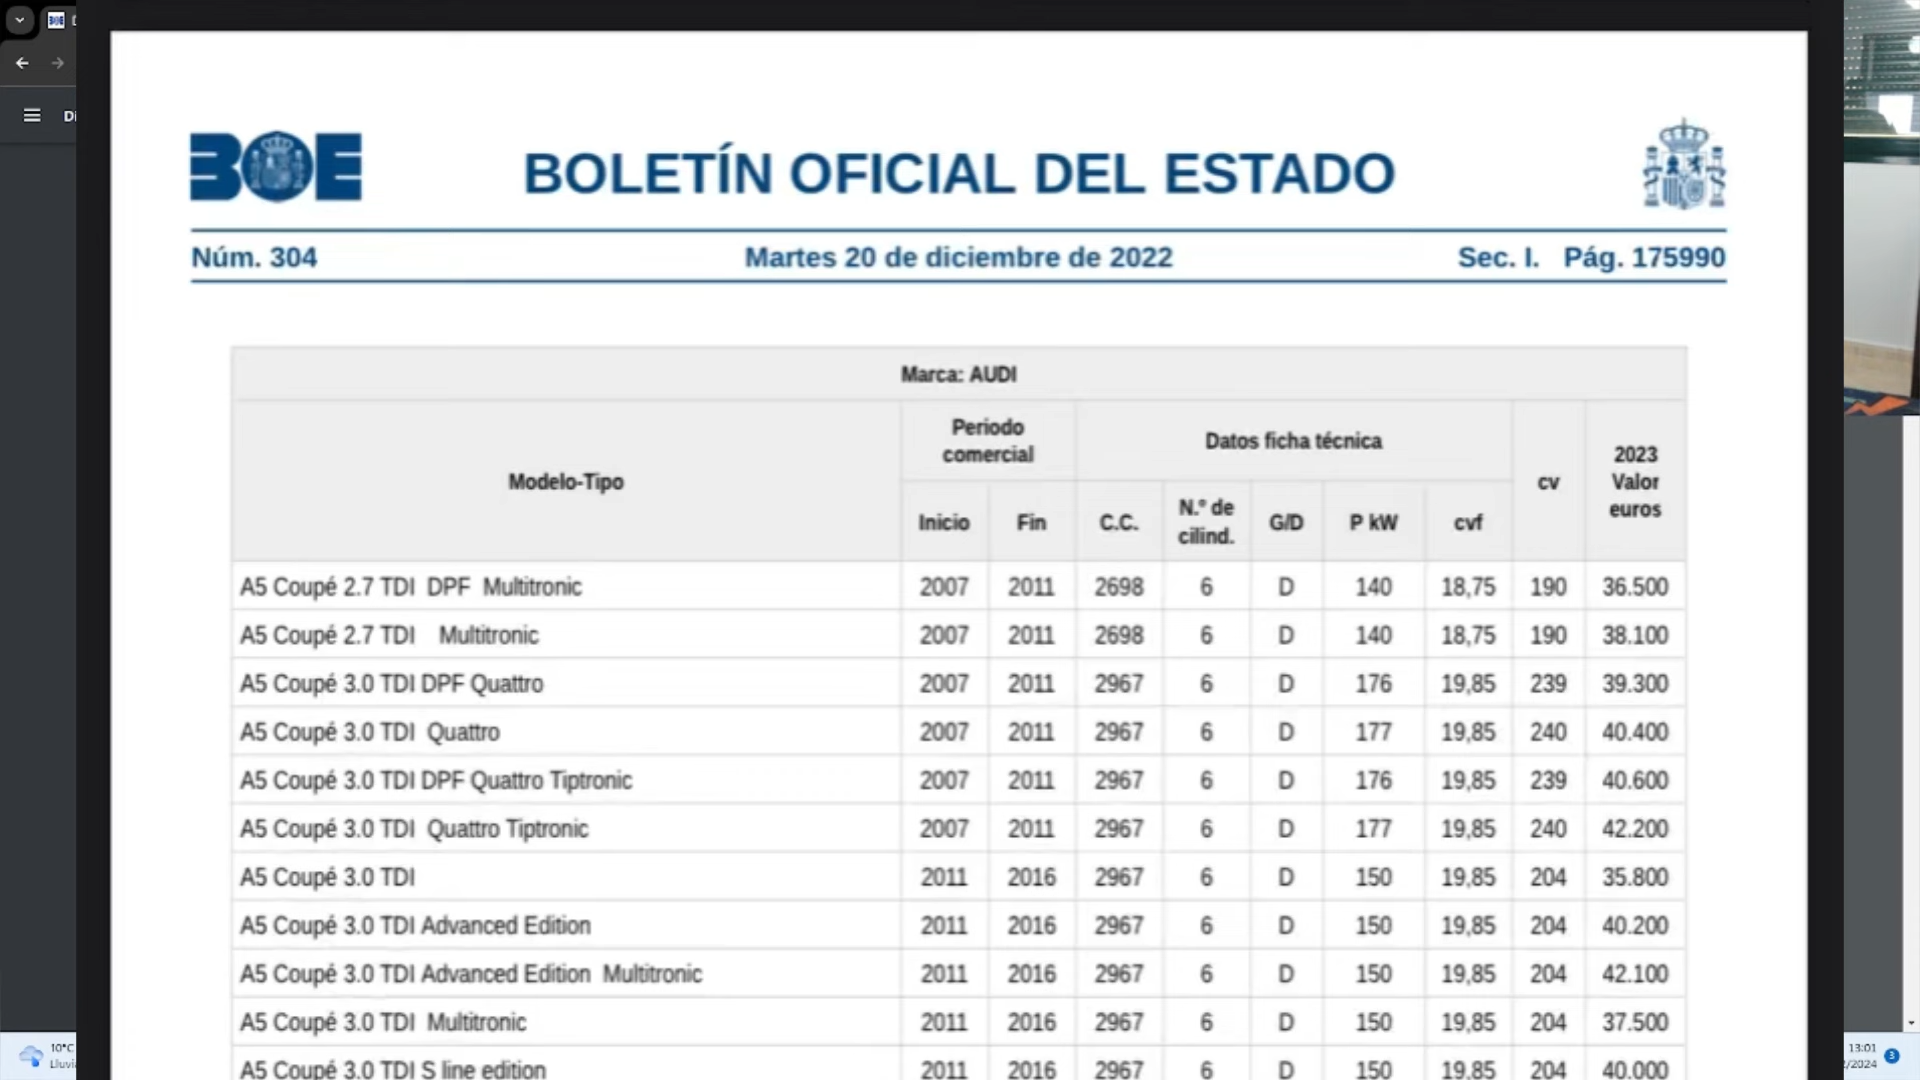 Di
BOE
BOLETÍN OFICIAL DEL ESTADO
Núm. 304 Martes 20 de diciembre de 2022 Sec. I. Pág. 175990
Marca: AUDI
Modelo-Tipo
Periodo
comercial
Datos ficha técnica
cv
2023
Valor
euros
Inicio Fin C.C. N.º de
cilind. G/D P kW cvf
A5 Coupé 2.7 TDI DPF Multitronic 2007 2011 2698 6 D 140 18,75 190 36.500
A5 Coupé 2.7 TDI Multitronic 2007 2011 2698 6 D 140 18,75 190 38.100
A5 Coupé 3.0 TDI DPF Quattro 2007 2011 2967 6 D 176 19,85 239 39.300
A5 Coupé 3.0 TDI Quattro 2007 2011 2967 6 D 177 19,85 240 40.400
A5 Coupé 3.0 TDI DPF Quattro Tiptronic 2007 2011 2967 6 D 176 19,85 239 40.600
A5 Coupé 3.0 TDI Quattro Tiptronic 2007 2011 2967 6 D 177 19,85 240 42.200
A5 Coupé 3.0 TDI 2011 2016 2967 6 D 150 19,85 204 35.800
A5 Coupé 3.0 TDI Advanced Edition 2011 2016 2967 6 D 150 19,85 204 40.200
A5 Coupé 3.0 TDI Advanced Edition Multitronic 2011 2016 2967 6 D 150 19,85 204 42.100
A5 Coupé 3.0 TDI Multitronic 2011 2016 2967 6 D 150 19,85 204 37.500
A5 Coupé 3.0 TDI S line edition 2011 2016 2967 6 D 150 19,85 204 40.000
10°C
Lluvi
13:01
/2024
3